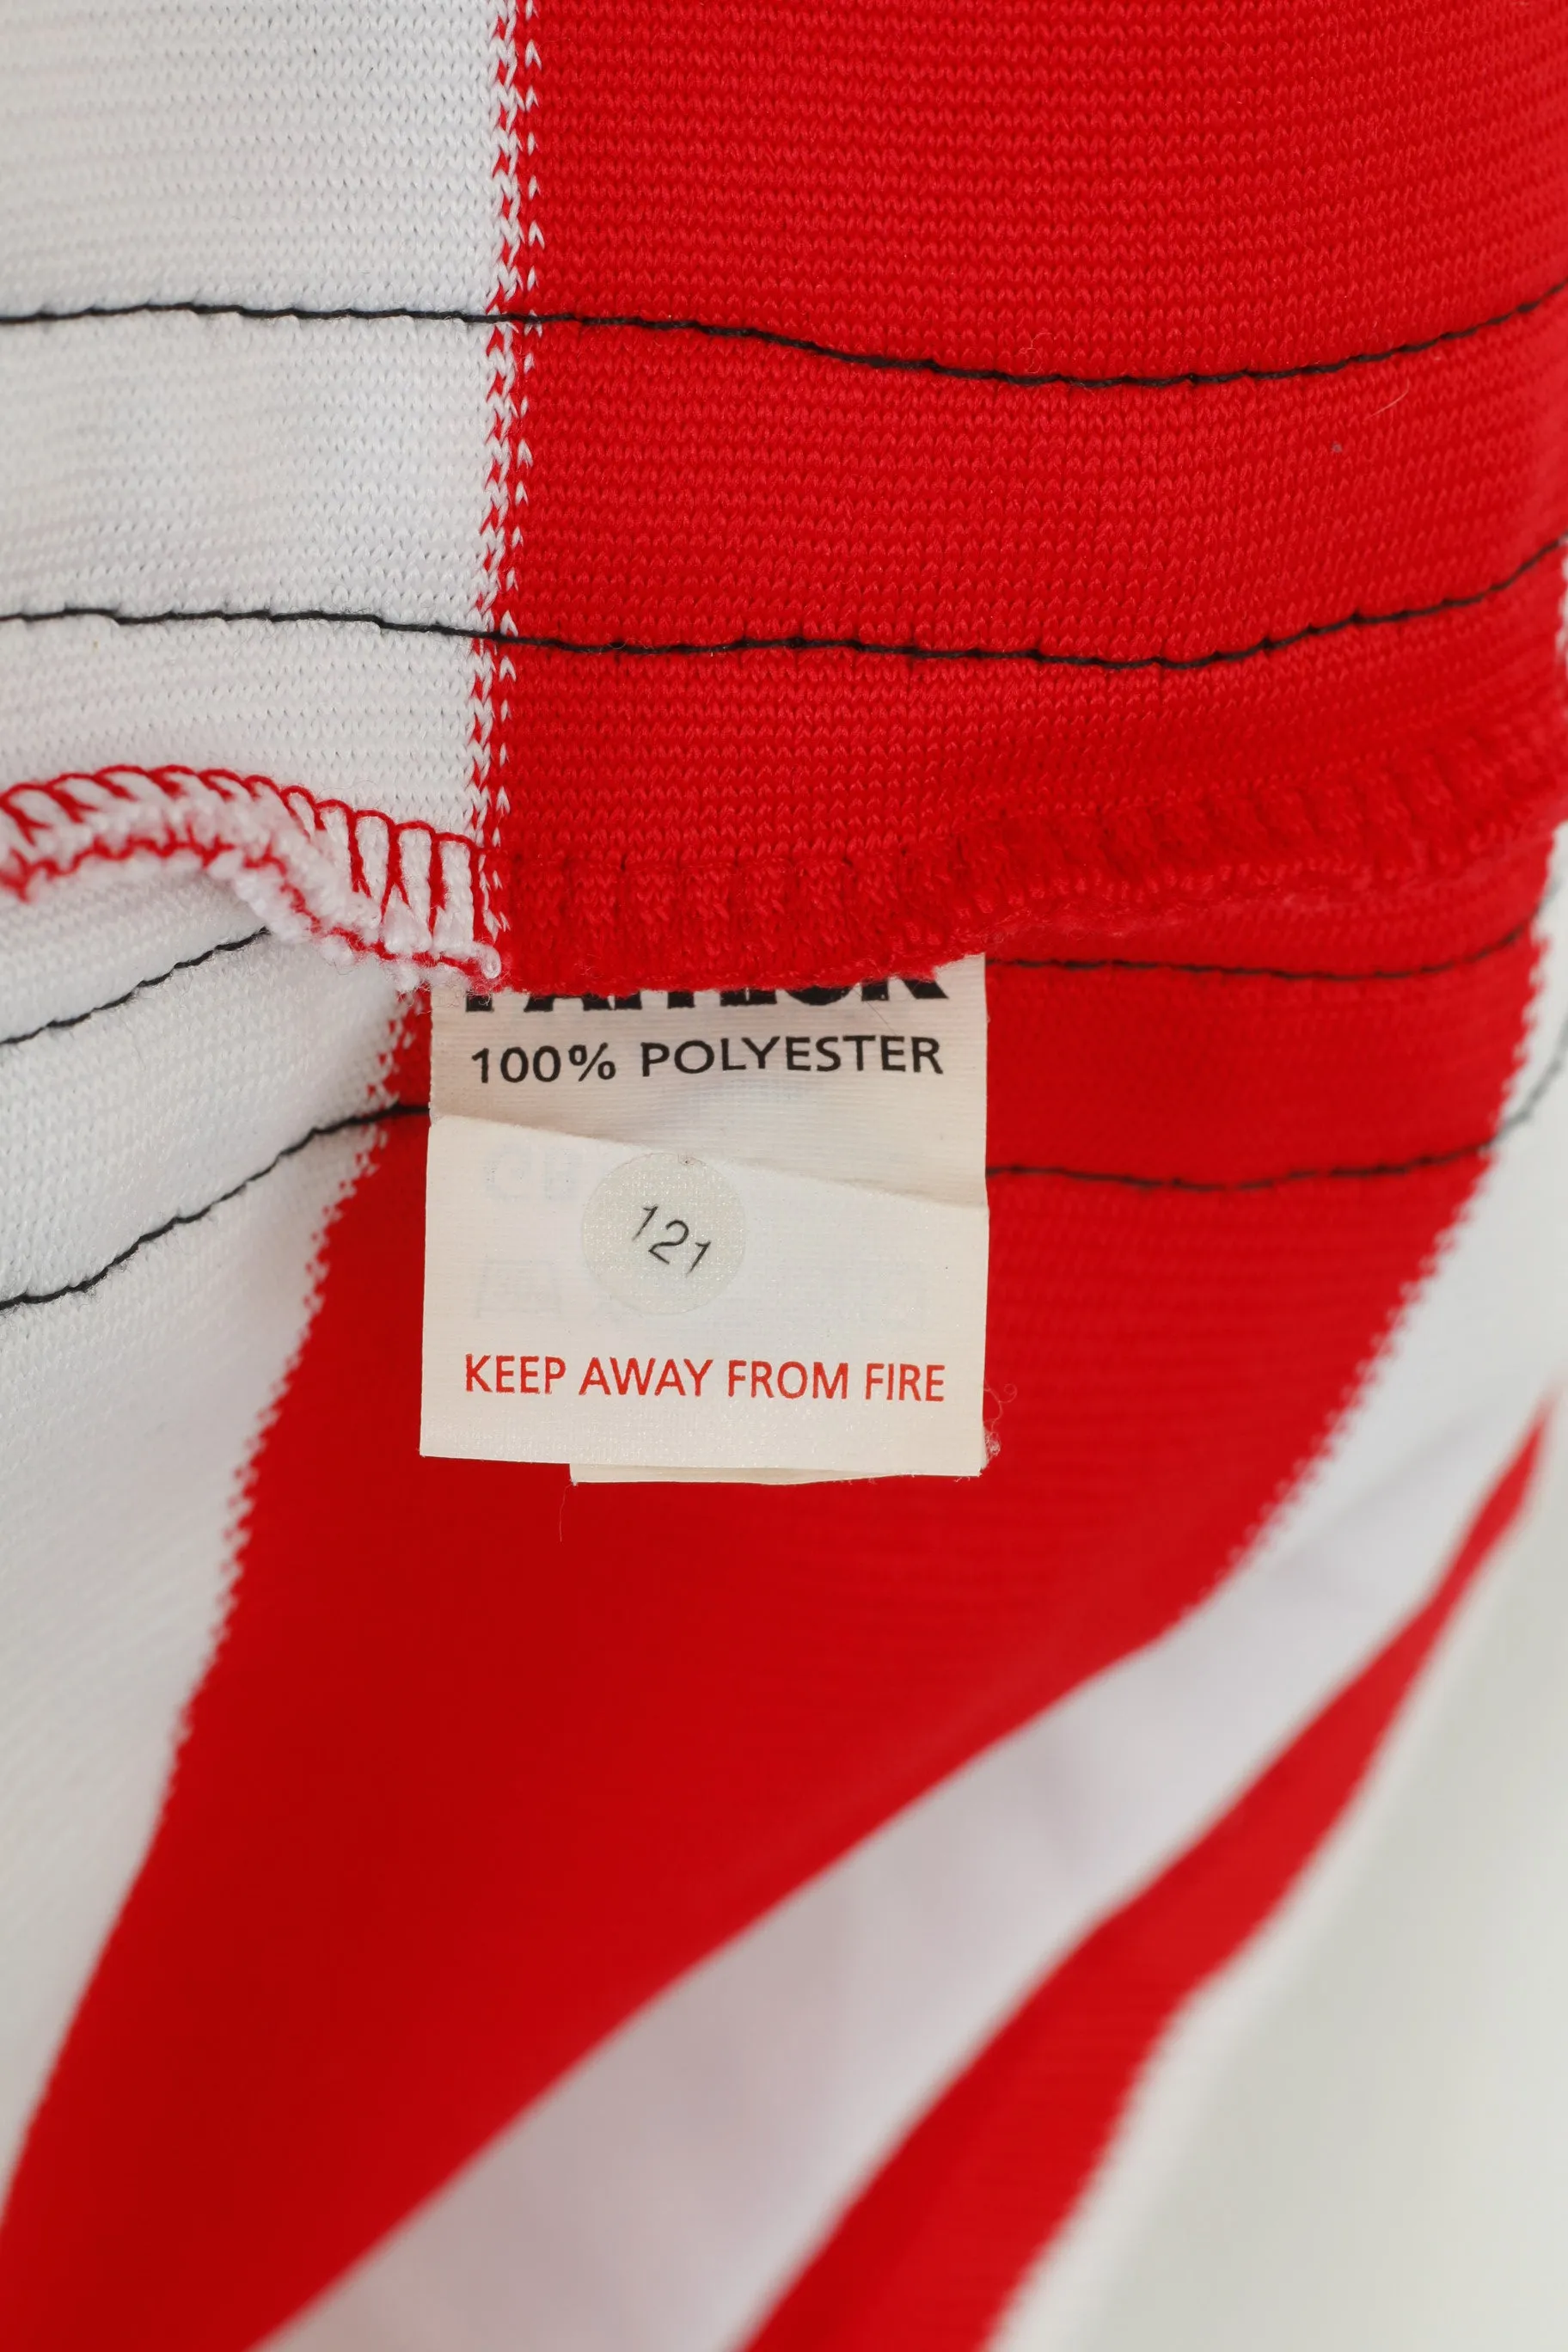 100% POLYESTER
121
KEEP AWAY FROM FIRE